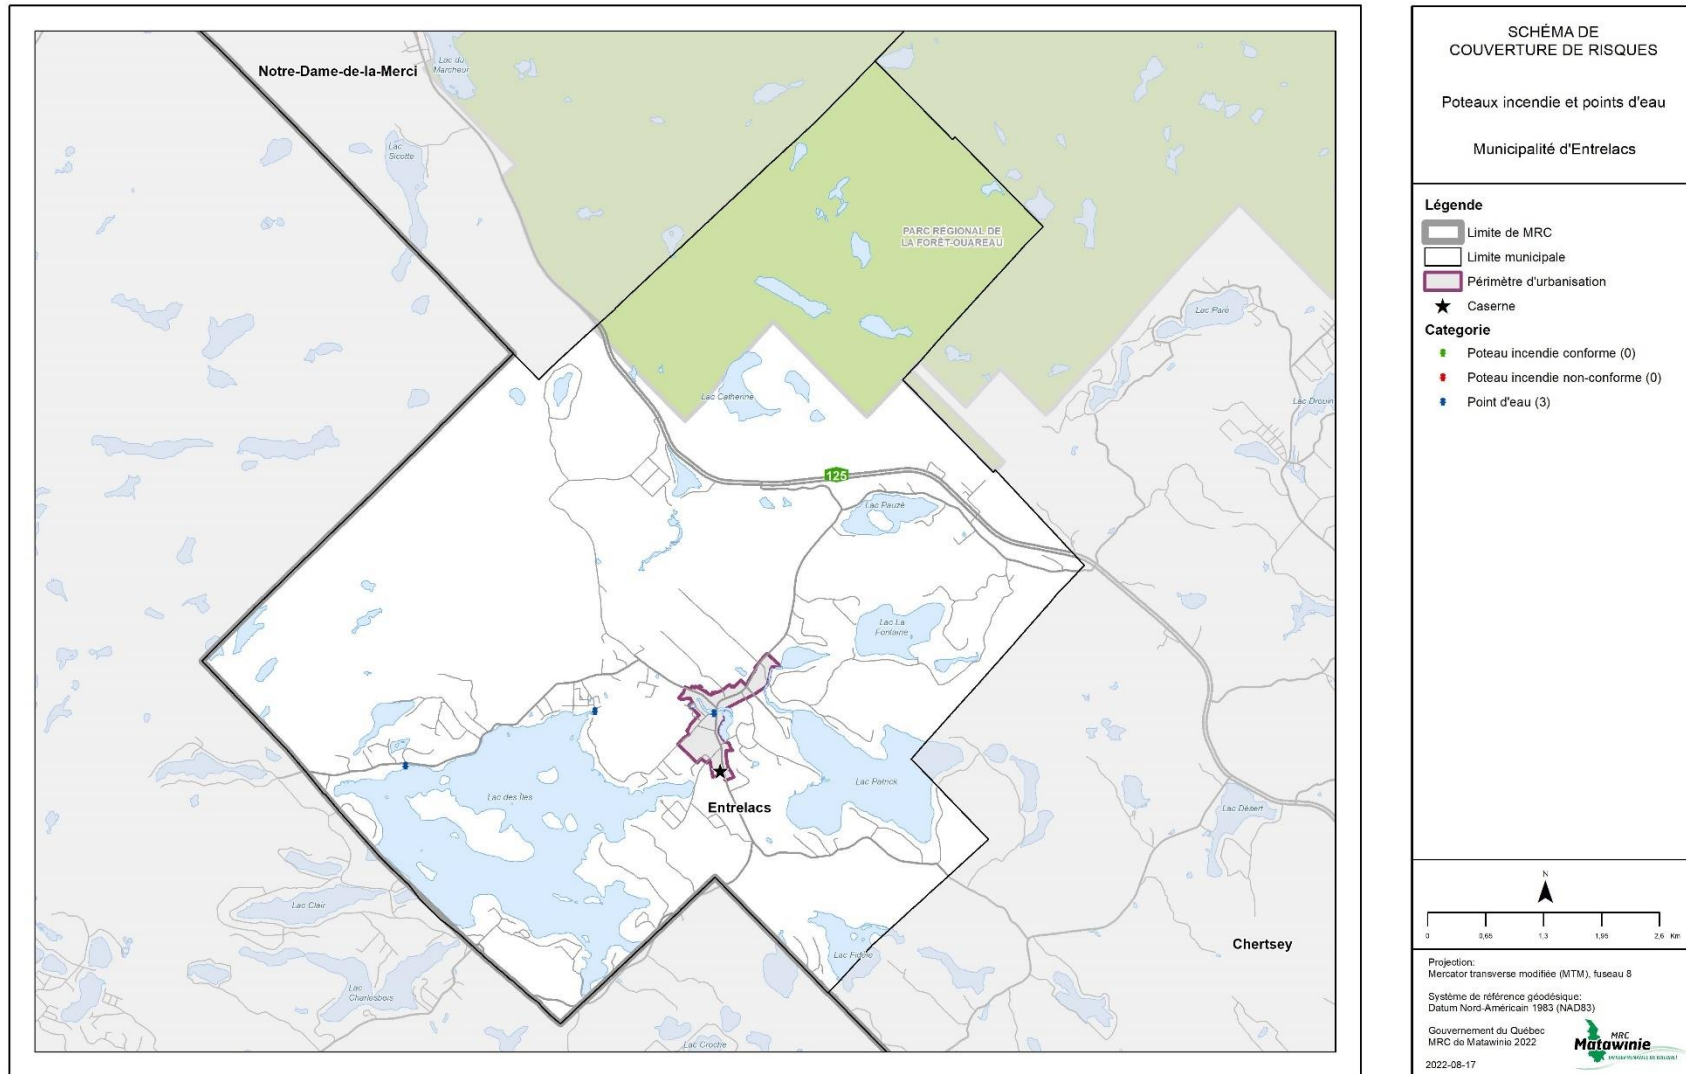 Notre-Dame-de-la-Merci
Lac du
Marcheur
Lac
Sicotte
PARC RÉGIONAL DE
LA FORÊT-OUAREAU
Lac Paré
Lac Catherine
Lac Drouin
125
Lac Pauzé
Lac La
Fontaine
Lac des Îles
Lac Patrick
Lac Désert
Entrelacs
Lac Clair
Chertsey
Lac Fidèle
Lac
Charlesbois
Lac Croche
SCHÉMA DE
COUVERTURE DE RISQUES
Poteaux incendie et points d'eau
Municipalité d'Entrelacs
Légende
Limite de MRC
Limite municipale
Périmètre d'urbanisation
Caserne
Categorie
Poteau incendie conforme (0)
Poteau incendie non-conforme (0)
Point d'eau (3)
N
0 0,65 1,3 1,95 2,6 Km
Projection:
Mercator transverse modifiée (MTM), fuseau 8
Système de référence géodésique:
Datum Nord-Américain 1983 (NAD83)
Gouvernement du Québec
MRC de Matawinie 2022
2022-08-17
MRC
Matawinie